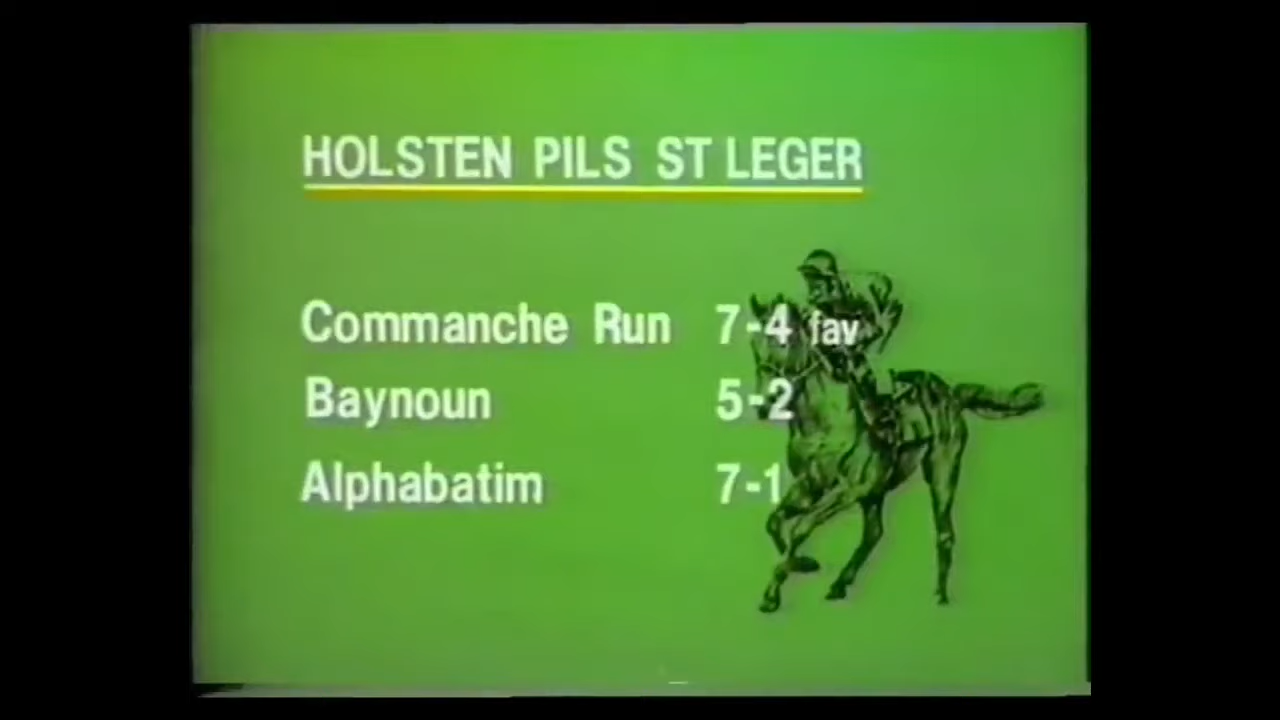 HOLSTEN PILS ST LEGER
Commanche Run 7-4 fav
Baynoun 5-2
Alphabatim 7-1